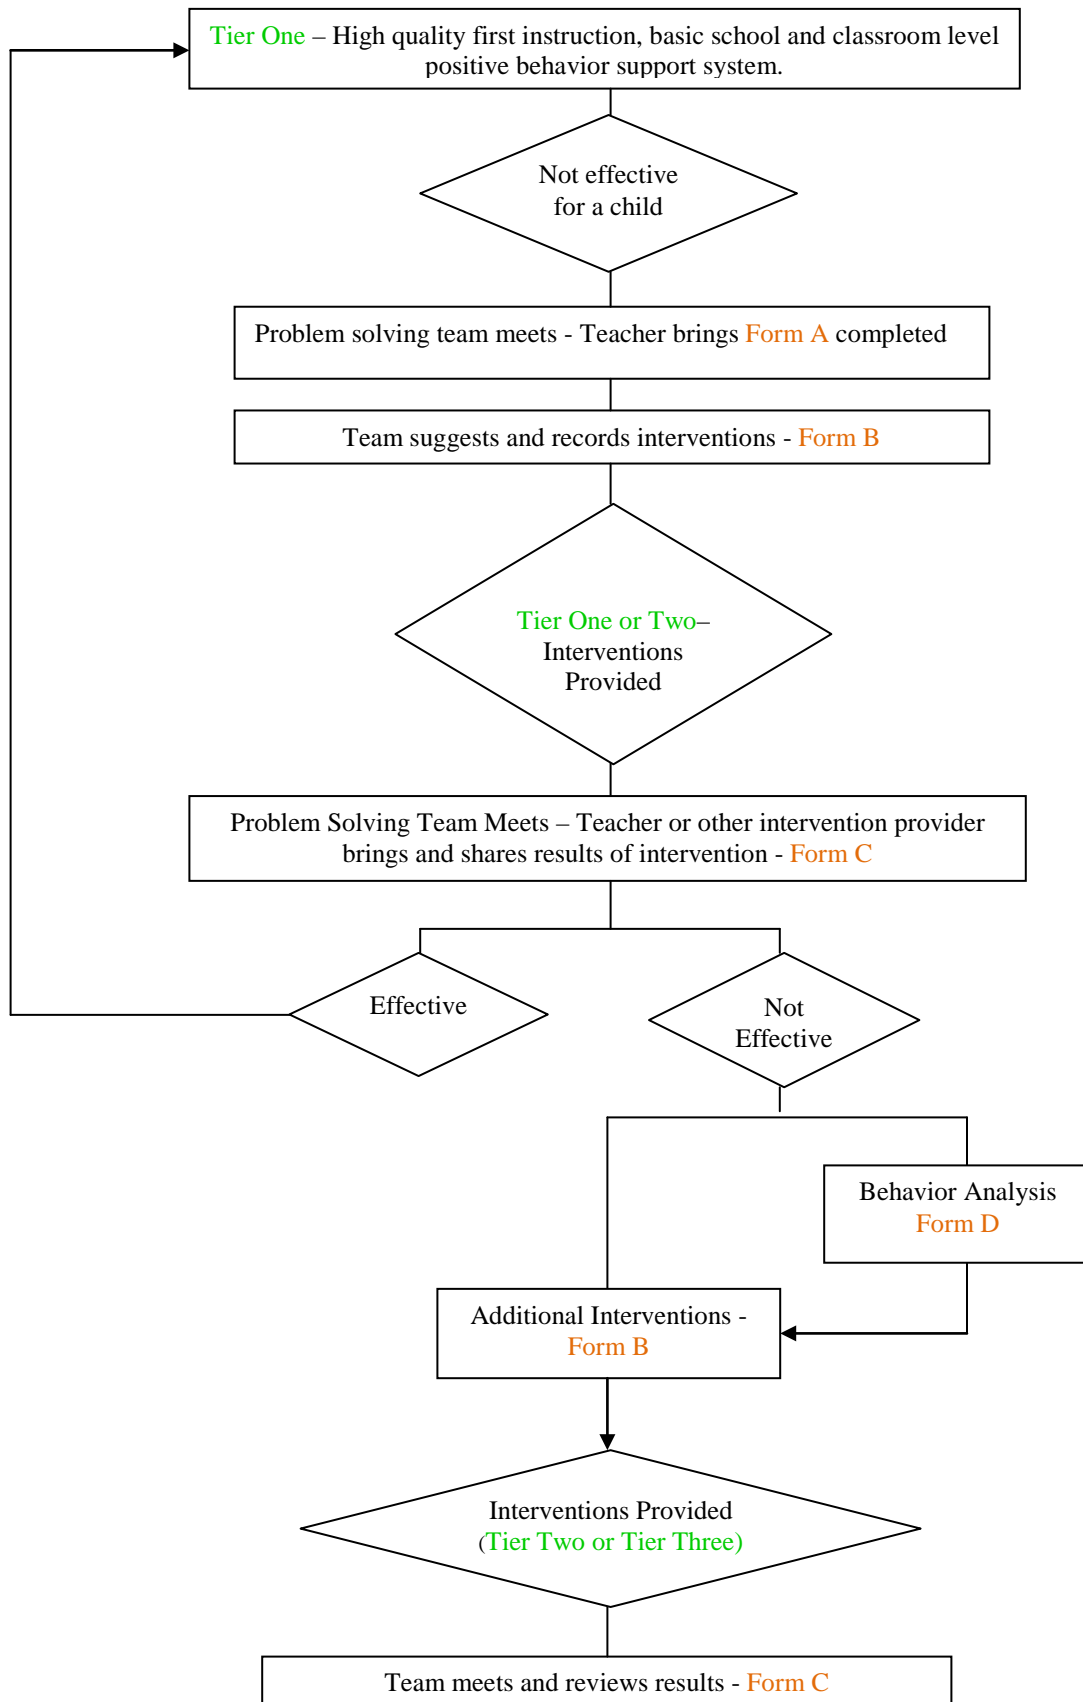 Tier One – High quality first instruction, basic school and classroom level
positive behavior support system.
Not effective
for a child
Problem solving team meets - Teacher brings Form A completed
Team suggests and records interventions - Form B
Tier One or Two–
Interventions
Provided
Problem Solving Team Meets – Teacher or other intervention provider
brings and shares results of intervention - Form C
Effective
Not
Effective
Behavior Analysis
Form D
Additional Interventions -
Form B
Interventions Provided
(Tier Two or Tier Three)
Team meets and reviews results - Form C